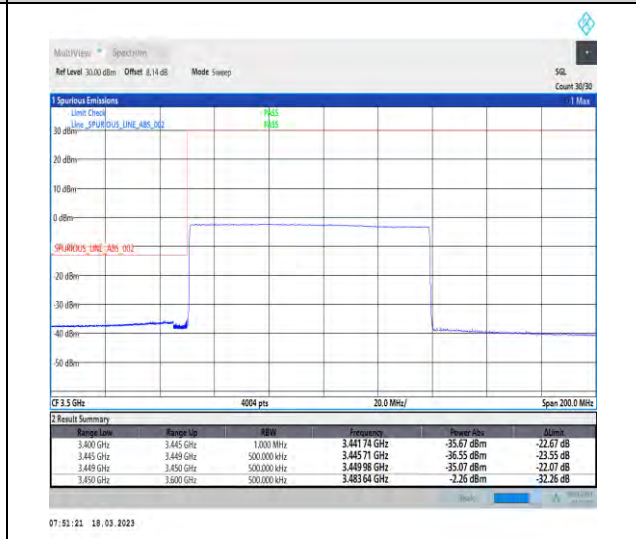 MultiView Spectrum
Ref Level 30.00 dBm Offset 8.14 dB Mode Sweep SGL
Count 30/30
1 Spurious Emissions 1 Max
Limit Check PASS
Line _SPURIOUS_LINE_ABS_002 PASS
30 dBm
20 dBm
10 dBm
0 dBm
_SPURIOUS_LINE_ABS_002
-20 dBm
-30 dBm
-40 dBm
-50 dBm
CF 3.5 GHz 4004 pts 20.0 MHz/ Span 200.0 MHz
2 Result Summary
Range Low Range Up RBW Frequency Power Abs ΔLimit
3.400 GHz 3.445 GHz 1.000 MHz 3.441 74 GHz -35.67 dBm -22.67 dB
3.445 GHz 3.449 GHz 500.000 kHz 3.445 71 GHz -36.55 dBm -23.55 dB
3.449 GHz 3.450 GHz 500.000 kHz 3.449 98 GHz -35.07 dBm -22.07 dB
3.450 GHz 3.600 GHz 500.000 kHz 3.483 64 GHz -2.26 dBm -32.26 dB
07:51:21 18.03.2023